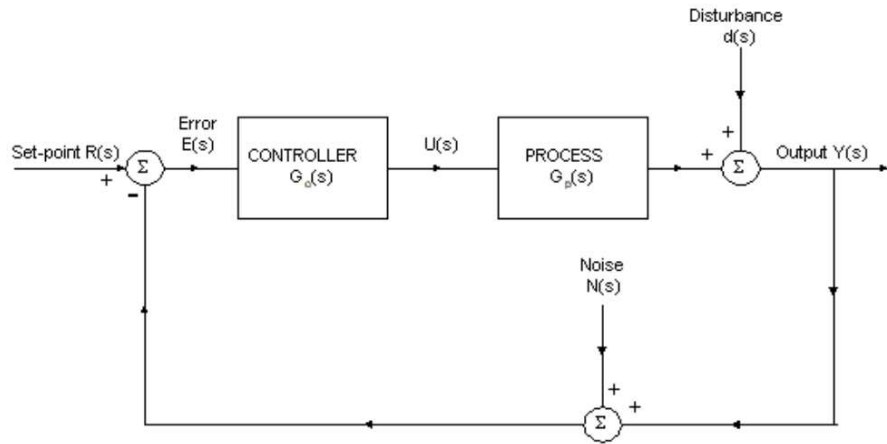 Disturbance
d(s)
Set-point R(s)
+
-
Σ
Error
E(s)
CONTROLLER
G_c(s)
U(s)
PROCESS
G_p(s)
+
+
Σ
Output Y(s)
Noise
N(s)
+
+
Σ